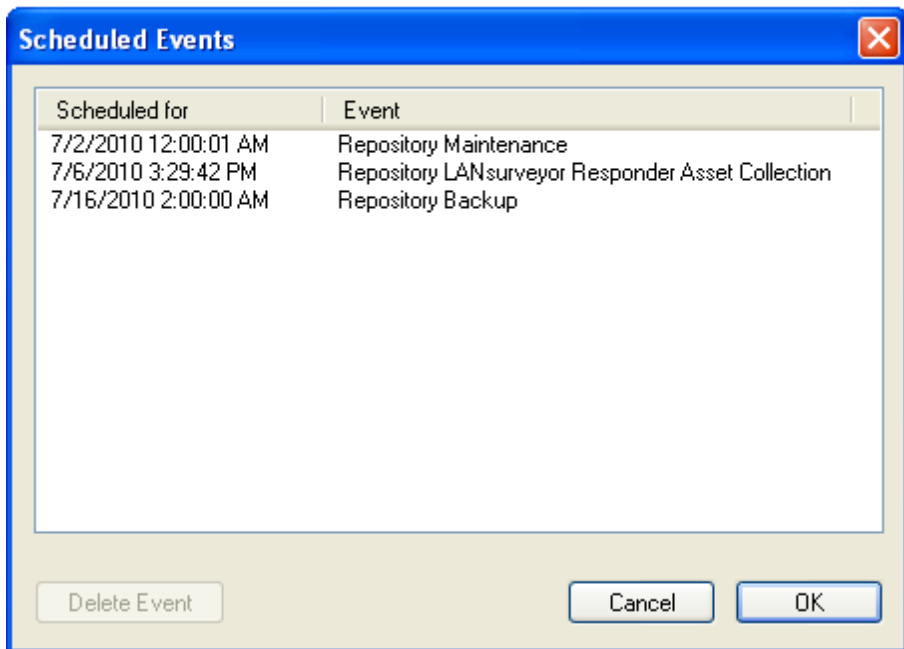 Scheduled Events
Scheduled for Event
7/2/2010 12:00:01 AM Repository Maintenance
7/6/2010 3:29:42 PM Repository LANsurveyor Responder Asset Collection
7/16/2010 2:00:00 AM Repository Backup
Delete Event Cancel OK